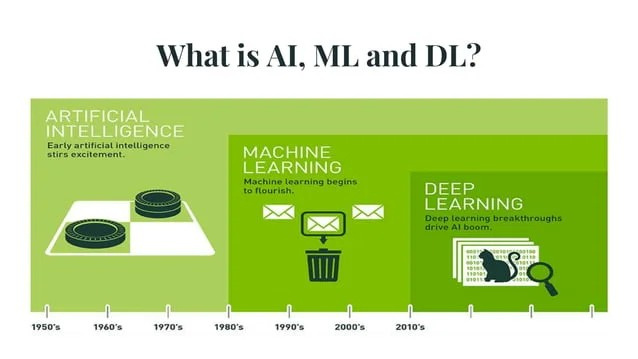 What is AI, ML and DL?
ARTIFICIAL
INTELLIGENCE
Early artificial intelligence
stirs excitement.
MACHINE
LEARNING
Machine learning begins
to flourish.
DEEP
LEARNING
Deep learning breakthroughs
drive AI boom.
1950's 1960's 1970's 1980's 1990's 2000's 2010's